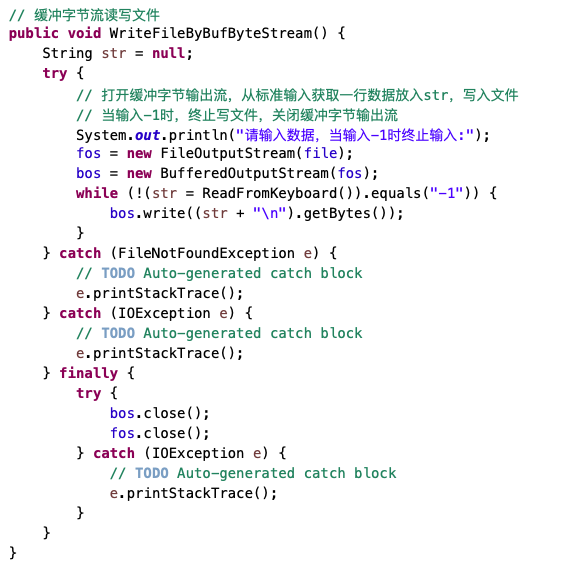 // 缓冲字节流读写文件
public void WriteFileByBufByteStream() {
    String str = null;
    try {
        // 打开缓冲字节输出流，从标准输入获取一行数据放入str，写入文件
        // 当输入-1时，终止写文件，关闭缓冲字节输出流
        System.out.println("请输入数据，当输入-1时终止输入:");
        fos = new FileOutputStream(file);
        bos = new BufferedOutputStream(fos);
        while (!(str = ReadFromKeyboard()).equals("-1")) {
            bos.write((str + "\n").getBytes());
        }
    } catch (FileNotFoundException e) {
        // TODO Auto-generated catch block
        e.printStackTrace();
    } catch (IOException e) {
        // TODO Auto-generated catch block
        e.printStackTrace();
    } finally {
        try {
            bos.close();
            fos.close();
        } catch (IOException e) {
            // TODO Auto-generated catch block
            e.printStackTrace();
        }
    }
}